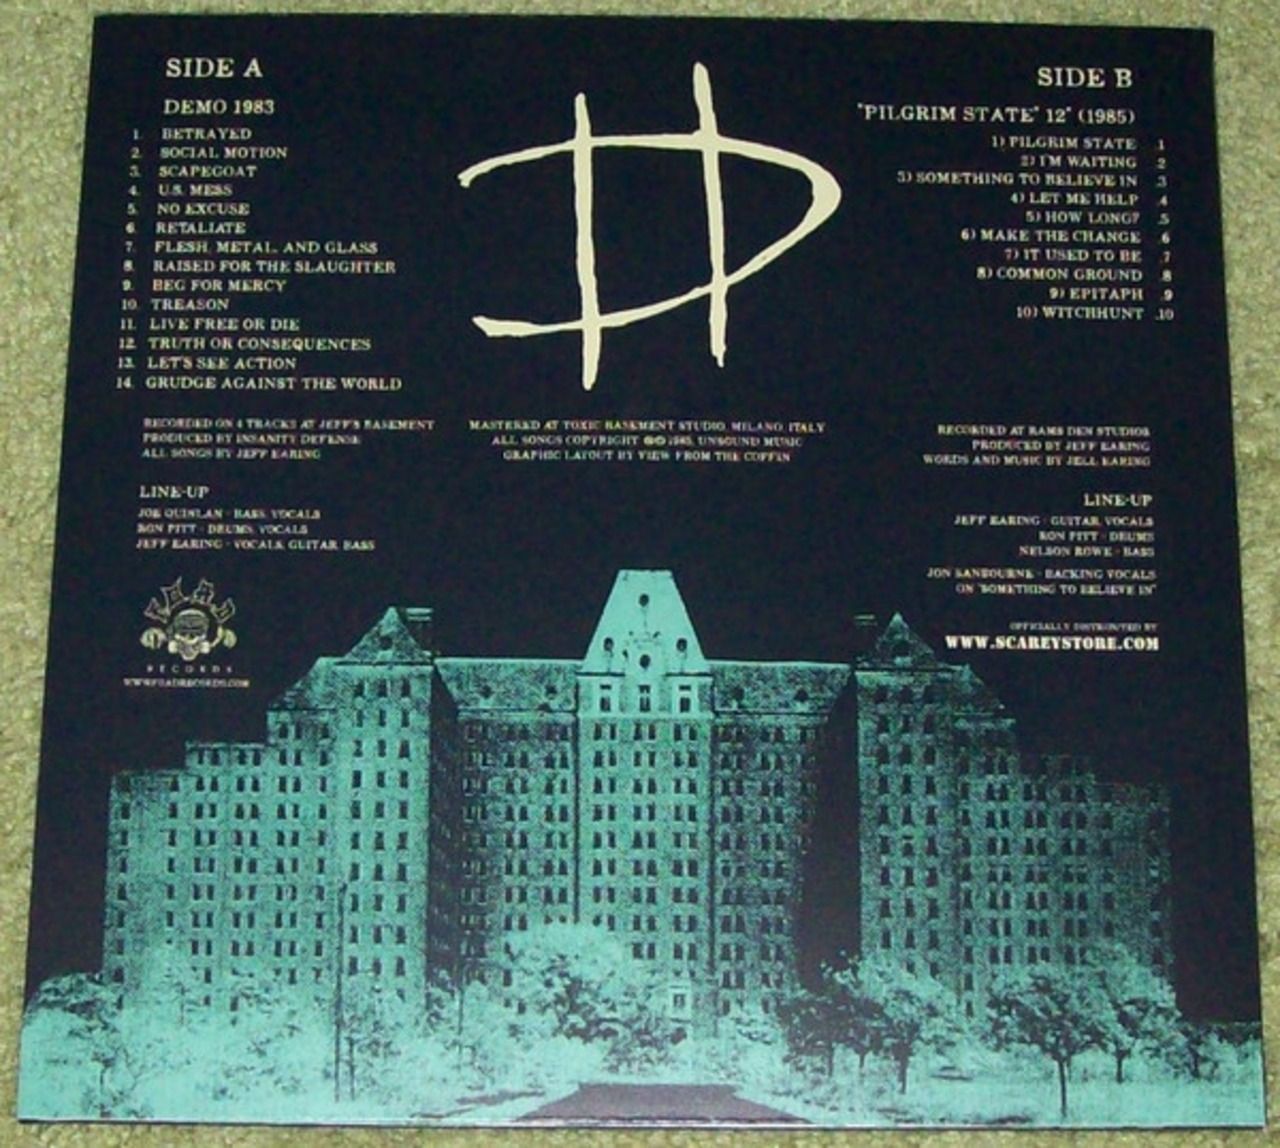 SIDE A
DEMO 1983
1. BETRAYED
2. SOCIAL MOTION
3. SCAPEGOAT
4. U.S. MESS
5. NO EXCUSE
6. RETALIATE
7. FLESH, METAL, AND GLASS
8. RAISED FOR THE SLAUGHTER
9. BEG FOR MERCY
10. TREASON
11. LIVE FREE OR DIE
12. TRUTH OR CONSEQUENCES
13. LET'S SEE ACTION
14. GRUDGE AGAINST THE WORLD
RECORDED ON 4 TRACKS AT JEFF'S BASEMENT
PRODUCED BY INSANITY DEFENSE
ALL SONGS BY JEFF EARING
LINE-UP
JOE QUINLAN - BASS, VOCALS
RON PITT - DRUMS, VOCALS
JEFF EARING - VOCALS, GUITAR, BASS
F.O.A.D.
RECORDS
WWW.FOADRECORDS.COM
ID
MASTERED AT TOXIC BASEMENT STUDIO, MILANO, ITALY
ALL SONGS COPYRIGHT ©℗ 1985, UNSOUND MUSIC
GRAPHIC LAYOUT BY VIEW FROM THE COFFIN
SIDE B
"PILGRIM STATE" 12" (1985)
1) PILGRIM STATE .1
2) I'M WAITING .2
3) SOMETHING TO BELIEVE IN .3
4) LET ME HELP .4
5) HOW LONG? .5
6) MAKE THE CHANGE .6
7) IT USED TO BE .7
8) COMMON GROUND .8
9) EPITAPH .9
10) WITCHHUNT .10
RECORDED AT RAMS DEN STUDIOS
PRODUCED BY JEFF EARING
WORDS AND MUSIC BY JELL EARING
LINE-UP
JEFF EARING - GUITAR, VOCALS
RON PITT - DRUMS
NELSON ROWE - BASS
JON SANBOURNE - BACKING VOCALS
ON "SOMETHING TO BELIEVE IN"
OFFICIALLY DISTRIBUTED BY
WWW.SCAREYSTORE.COM